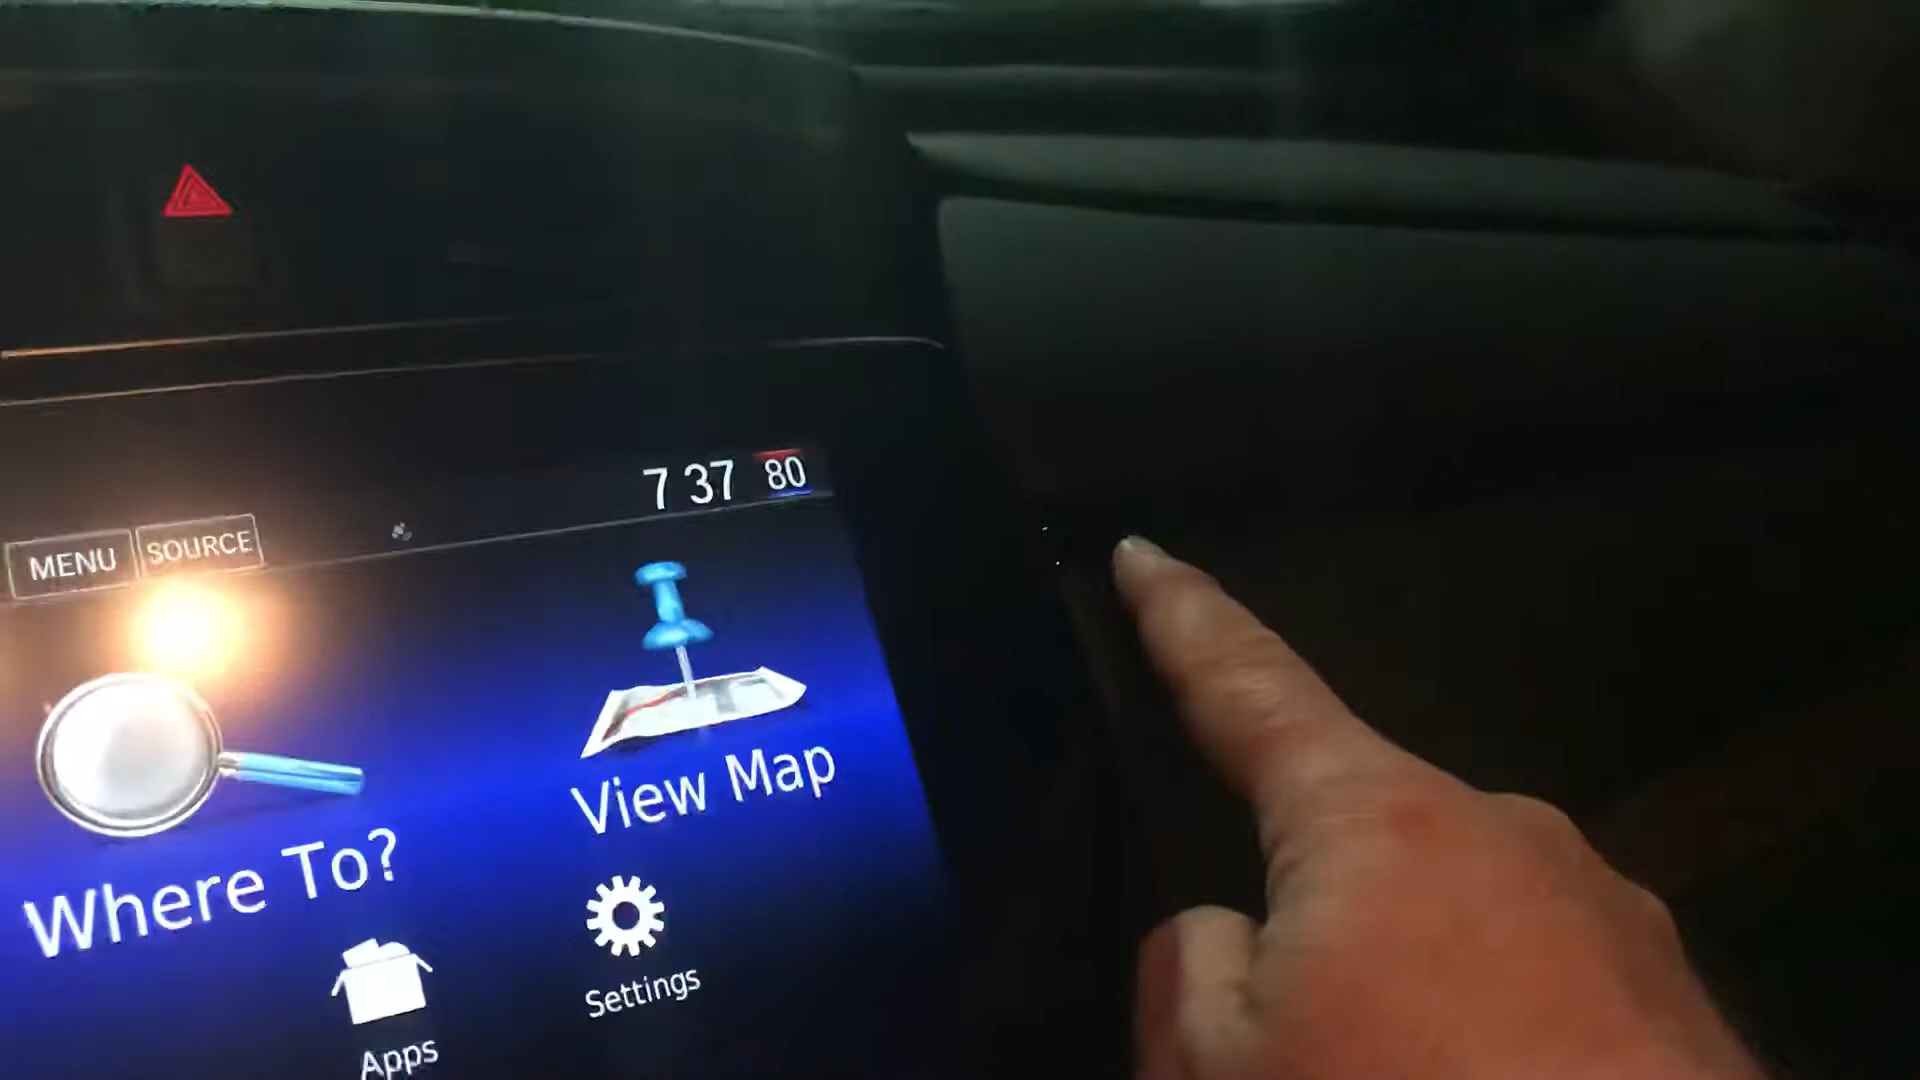 7 37 80
MENU SOURCE
View Map
Where To?
Settings
Apps